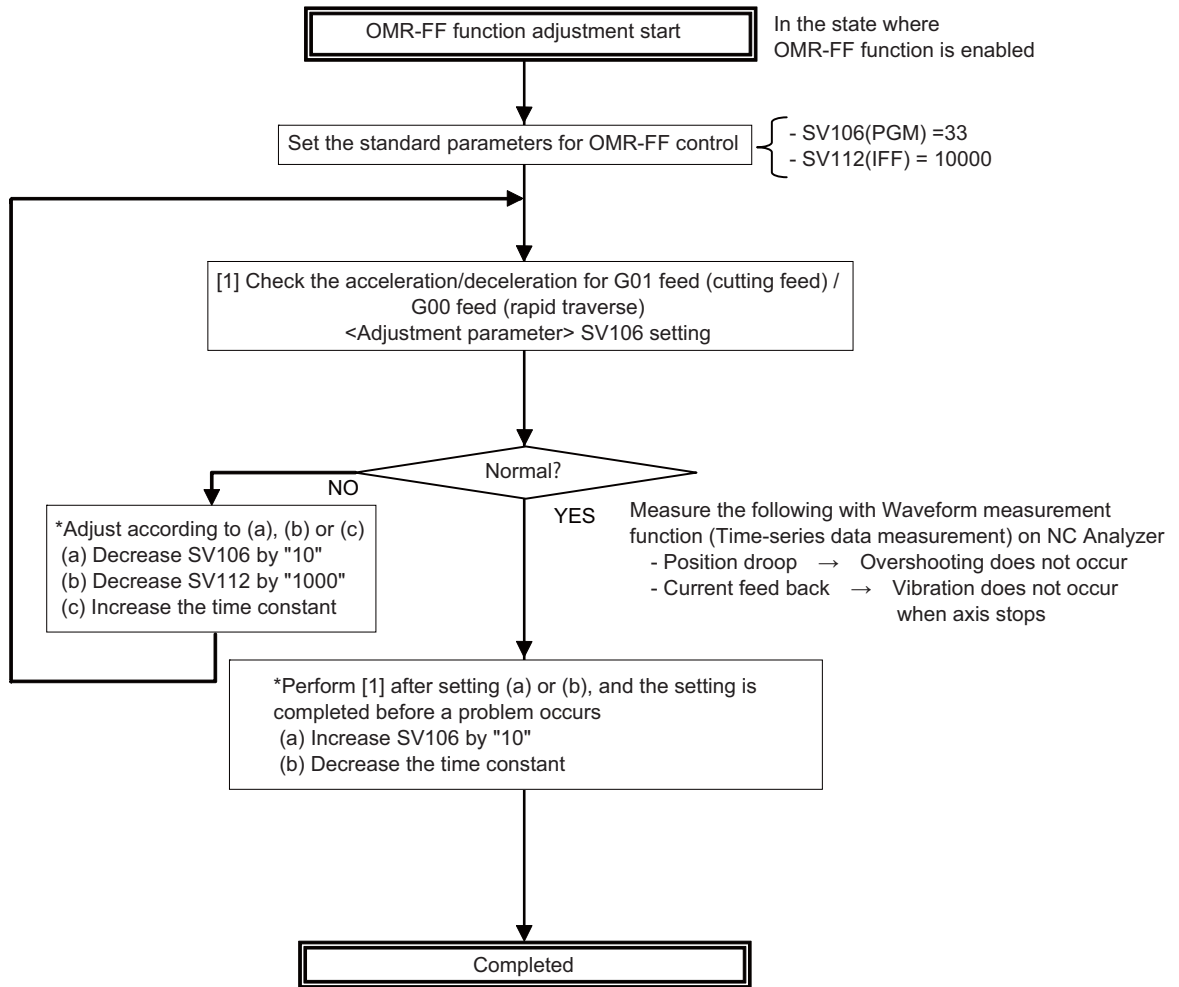 OMR-FF function adjustment start
In the state where
OMR-FF function is enabled
Set the standard parameters for OMR-FF control
- SV106(PGM) =33
- SV112(IFF) = 10000
[1] Check the acceleration/deceleration for G01 feed (cutting feed) /
G00 feed (rapid traverse)
<Adjustment parameter> SV106 setting
Normal?
NO
YES
*Adjust according to (a), (b) or (c)
(a) Decrease SV106 by "10"
(b) Decrease SV112 by "1000"
(c) Increase the time constant
Measure the following with Waveform measurement
function (Time-series data measurement) on NC Analyzer
- Position droop → Overshooting does not occur
- Current feed back → Vibration does not occur
when axis stops
*Perform [1] after setting (a) or (b), and the setting is
completed before a problem occurs
(a) Increase SV106 by "10"
(b) Decrease the time constant
Completed